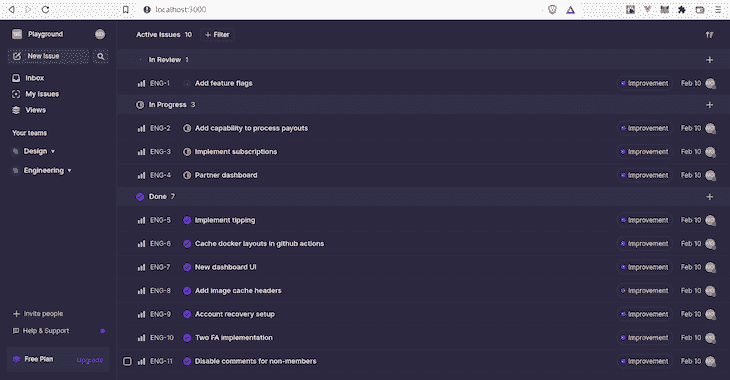 localhost:3000
Playground
New Issue
Inbox
My Issues
Views
Your teams
Design
Engineering
Invite people
Help & Support
Free Plan Upgrade
Active Issues 10 + Filter
In Review 1
ENG-1 Add feature flags Improvement Feb 10
In Progress 3
ENG-2 Add capability to process payouts Improvement Feb 10
ENG-3 Implement subscriptions Improvement Feb 10
ENG-4 Partner dashboard Improvement Feb 10
Done 7
ENG-5 Implement tipping Improvement Feb 10
ENG-6 Cache docker layouts in github actions Improvement Feb 10
ENG-7 New dashboard UI Improvement Feb 10
ENG-8 Add image cache headers Improvement Feb 10
ENG-9 Account recovery setup Improvement Feb 10
ENG-10 Two FA implementation Improvement Feb 10
ENG-11 Disable comments for non-members Improvement Feb 10